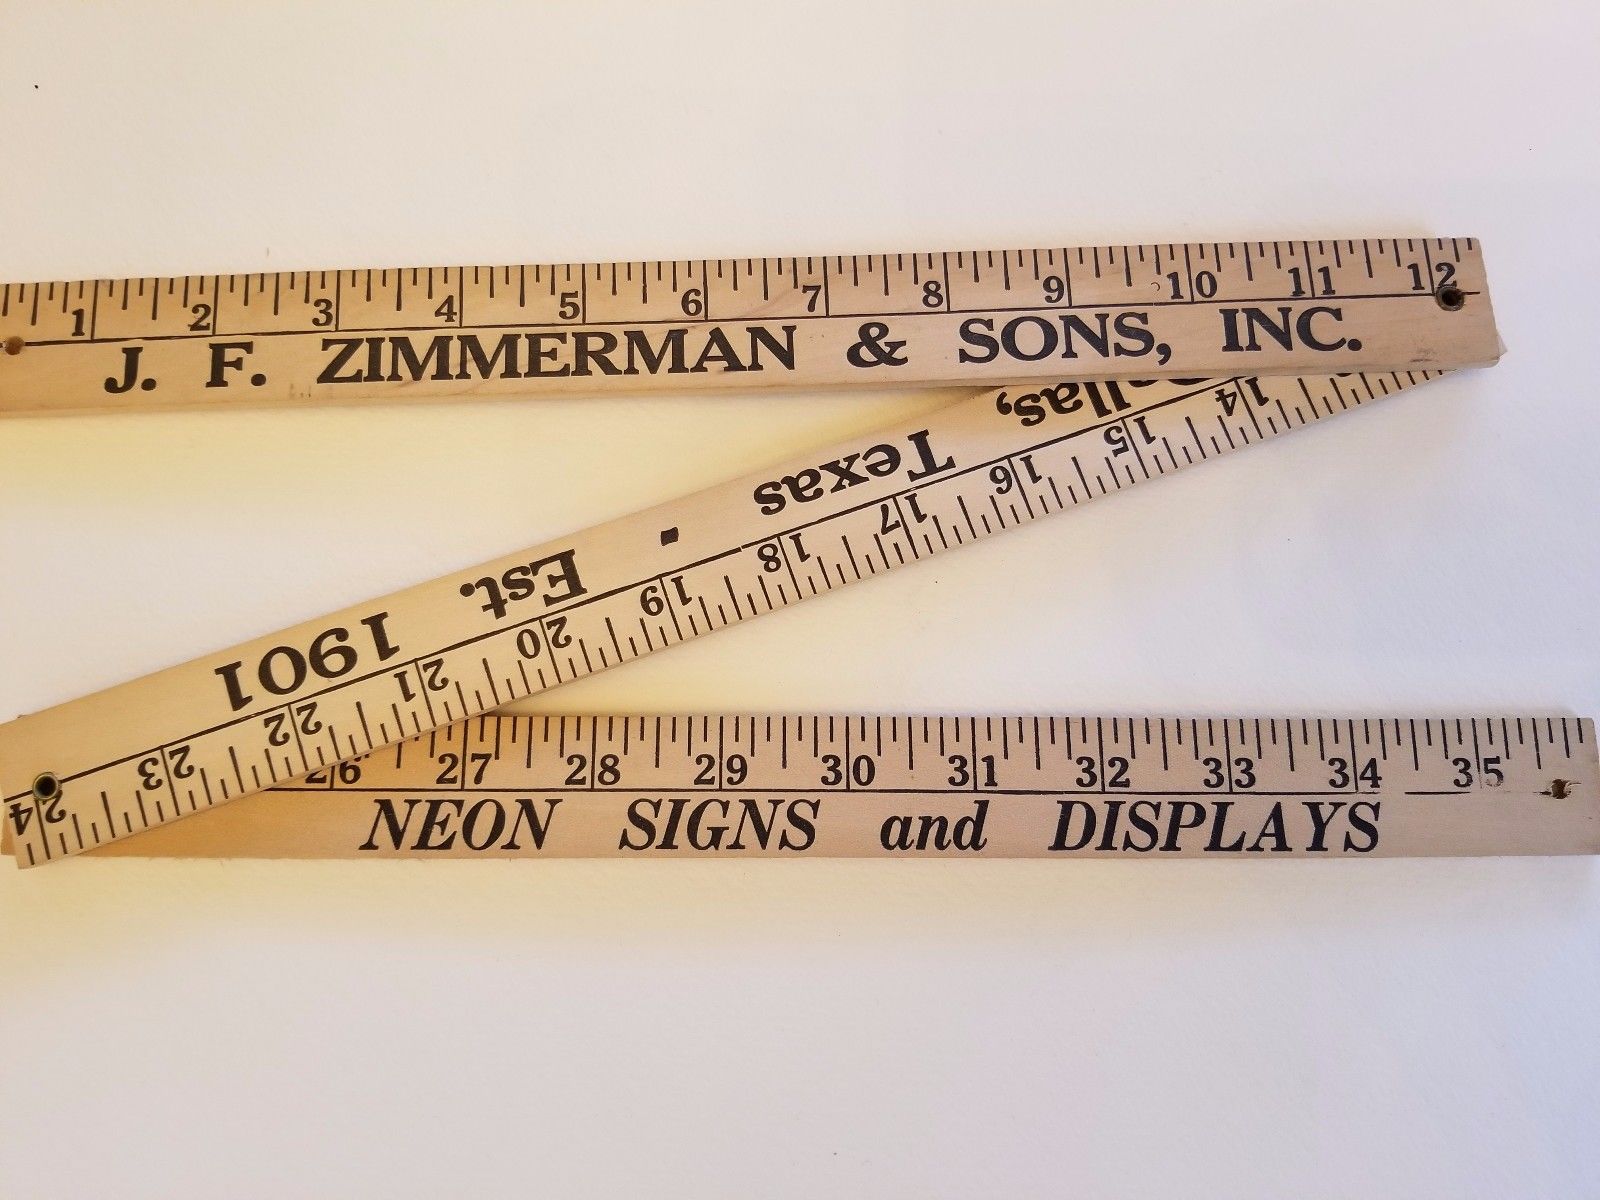 1 2 3 4 5 6 7 8 9 10 11 12
J. F. ZIMMERMAN & SONS, INC.
Dallas, Texas - Est. 1901
14 15 16 17 18 19 20 21 22 23 24
26 27 28 29 30 31 32 33 34 35
NEON SIGNS and DISPLAYS